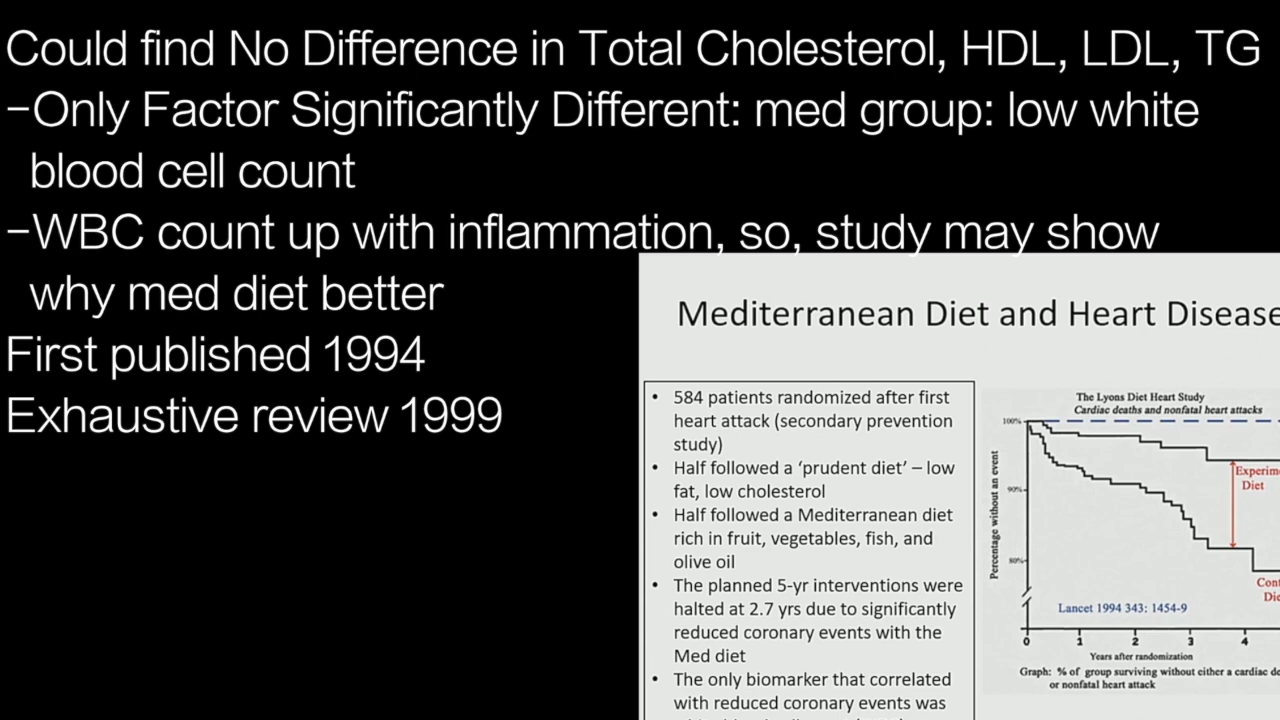 Could find No Difference in Total Cholesterol, HDL, LDL, TG
–Only Factor Significantly Different: med group: low white
blood cell count
–WBC count up with inflammation, so, study may show
why med diet better
First published 1994
Exhaustive review 1999
Mediterranean Diet and Heart Disease
• 584 patients randomized after first
heart attack (secondary prevention
study)
• Half followed a ‘prudent diet’ – low
fat, low cholesterol
• Half followed a Mediterranean diet
rich in fruit, vegetables, fish, and
olive oil
• The planned 5-yr interventions were
halted at 2.7 yrs due to significantly
reduced coronary events with the
Med diet
• The only biomarker that correlated
with reduced coronary events was
The Lyons Diet Heart Study
Cardiac deaths and nonfatal heart attacks
Percentage without an event
100%
90%
80%
Experim
Diet
Cont
Die
Lancet 1994 343: 1454-9
0 1 2 3 4
Years after randomization
Graph: % of group surviving without either a cardiac de
or nonfatal heart attack